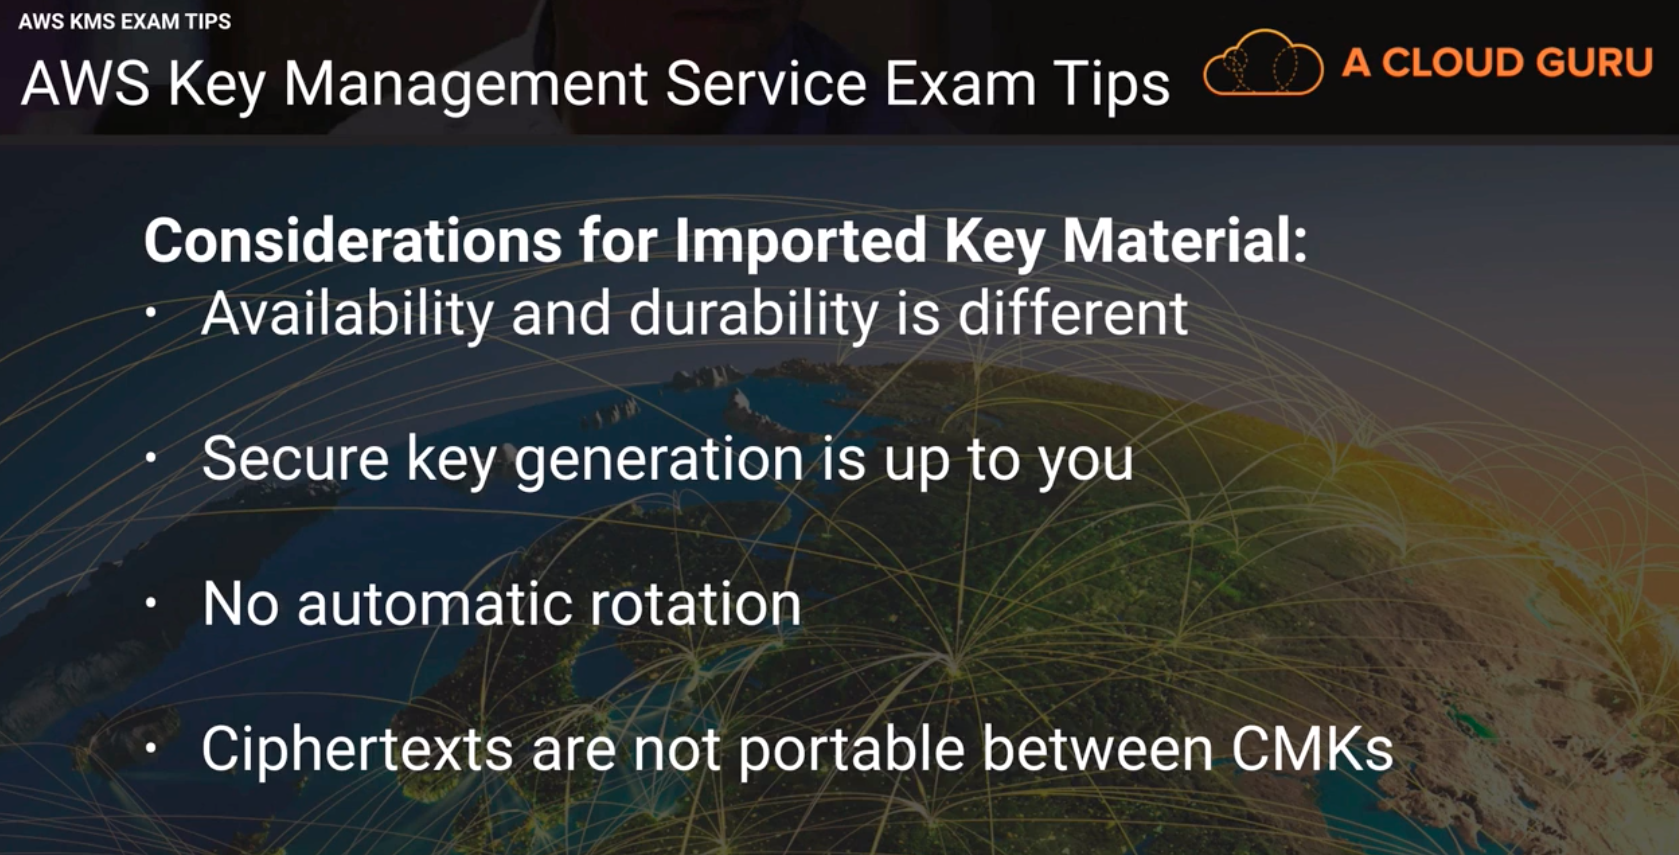 AWS KMS EXAM TIPS
AWS Key Management Service Exam Tips
A CLOUD GURU
Considerations for Imported Key Material:
• Availability and durability is different
• Secure key generation is up to you
• No automatic rotation
• Ciphertexts are not portable between CMKs